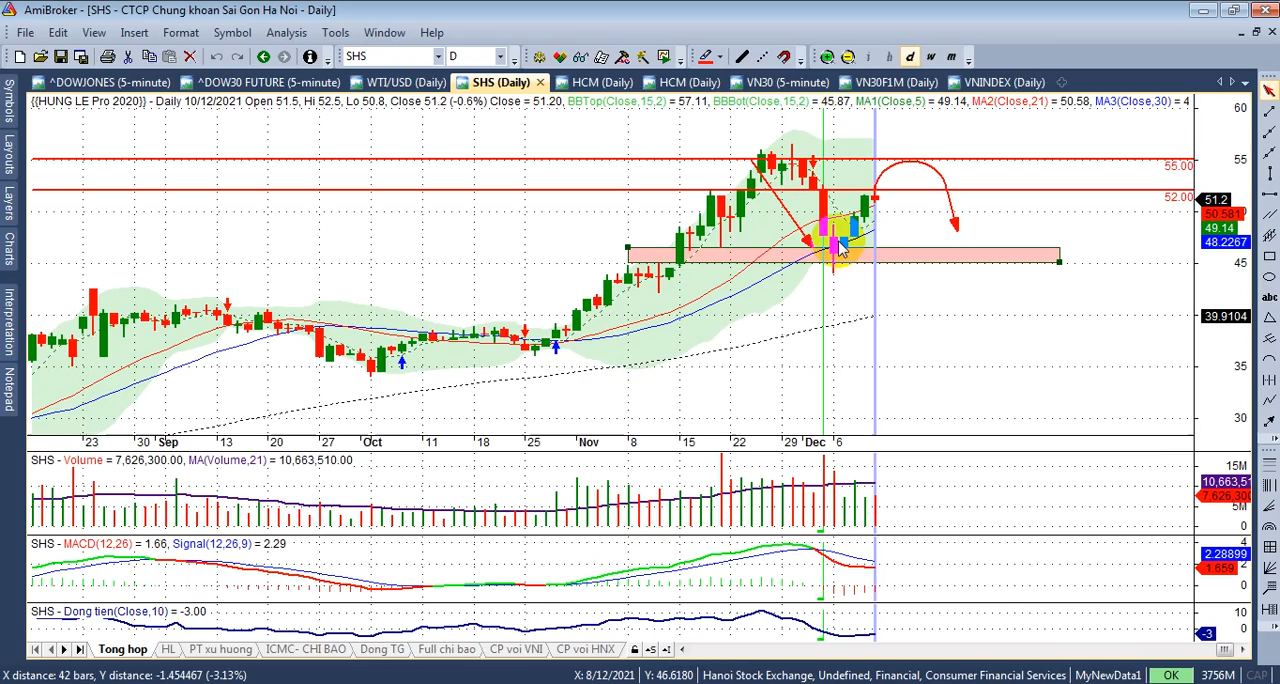 AmiBroker - [SHS - CTCP Chung khoan Sai Gon Ha Noi - Daily]
File Edit View Insert Format Symbol Analysis Tools Window Help
SHS D i h d w m
^DOWJONES (5-minute) ^DOW30 FUTURE (5-minute) WTI/USD (Daily) SHS (Daily) HCM (Daily) HCM (Daily) VN30 (5-minute) VN30F1M (Daily) VNINDEX (Daily)
Symbols
Layouts
Layers
Charts
Interpretation
Notepad
{{HUNG LE Pro 2020}} - Daily 10/12/2021 Open 51.5, Hi 52.5, Lo 50.8, Close 51.2 (-0.6%) Close = 51.20, BBTop(Close,15,2) = 57.11, BBBot(Close,15,2) = 45.87, MA1(Close,5) = 49.14, MA2(Close,21) = 50.58, MA3(Close,30) = 4
60
55
55.00
52.00
51.2
50.581
49.14
48.2267
45
39.9104
35
30
23 30 Sep 13 20 27 Oct 11 18 25 Nov 8 15 22 29 Dec 6
SHS - Volume = 7,626,300.00, MA(Volume,21) = 10,663,510.00
15M
10,663,51
7,626,300
5M
0
SHS - MACD(12,26) = 1.66, Signal(12,26,9) = 2.29
4
2.28899
2
1.659
0
SHS - Dong tien(Close,10) = -3.00
10
0
-3
Tong hop HL PT xu huong ICMC- CHI BAO Dong TG Full chi bao CP voi VNI CP voi HNX
abc
X distance: 42 bars, Y distance: -1.454467 (-3.13%) X: 8/12/2021 Y: 46.6180 Hanoi Stock Exchange, Undefined, Financial, Consumer Financial Services MyNewData1 OK 3756M CAP